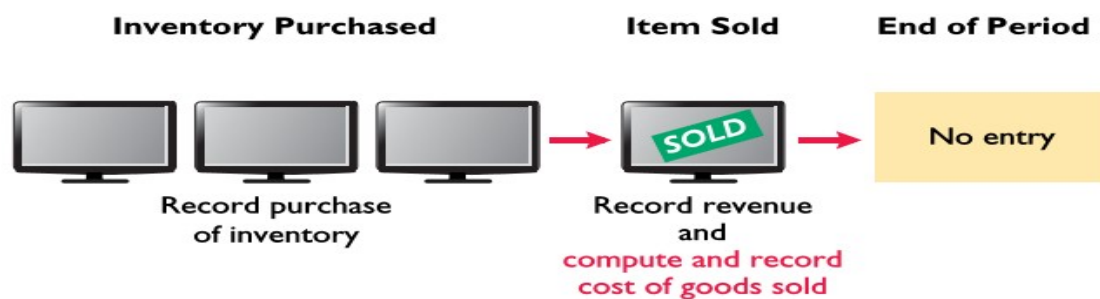 Inventory Purchased
Item Sold
End of Period
SOLD
No entry
Record purchase
of inventory
Record revenue
and
compute and record
cost of goods sold